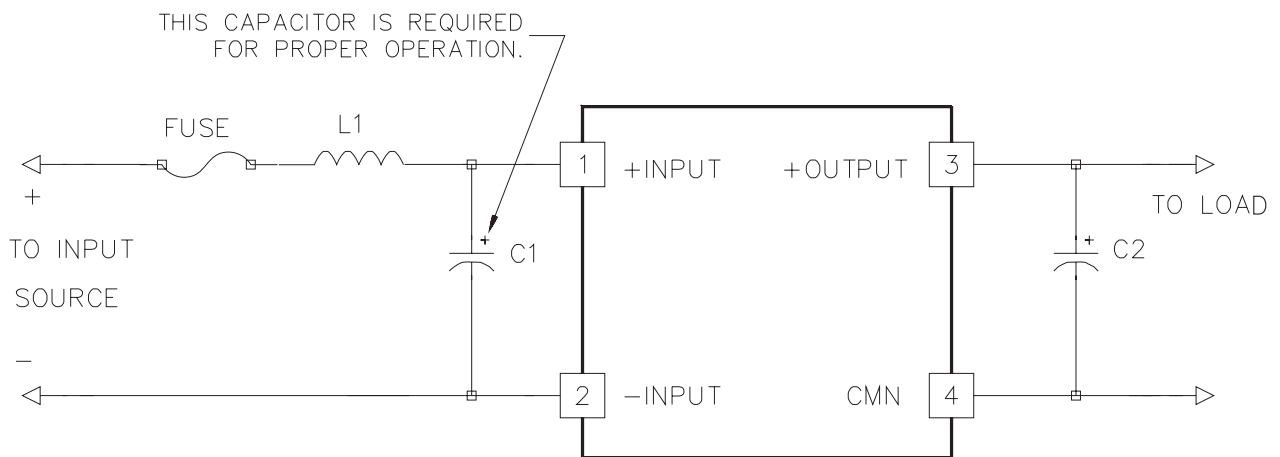 THIS CAPACITOR IS REQUIRED
FOR PROPER OPERATION.
FUSE
L1
1
+INPUT
+OUTPUT
3
+
TO LOAD
TO INPUT
+
C1
+
C2
SOURCE
-
2
-INPUT
CMN
4